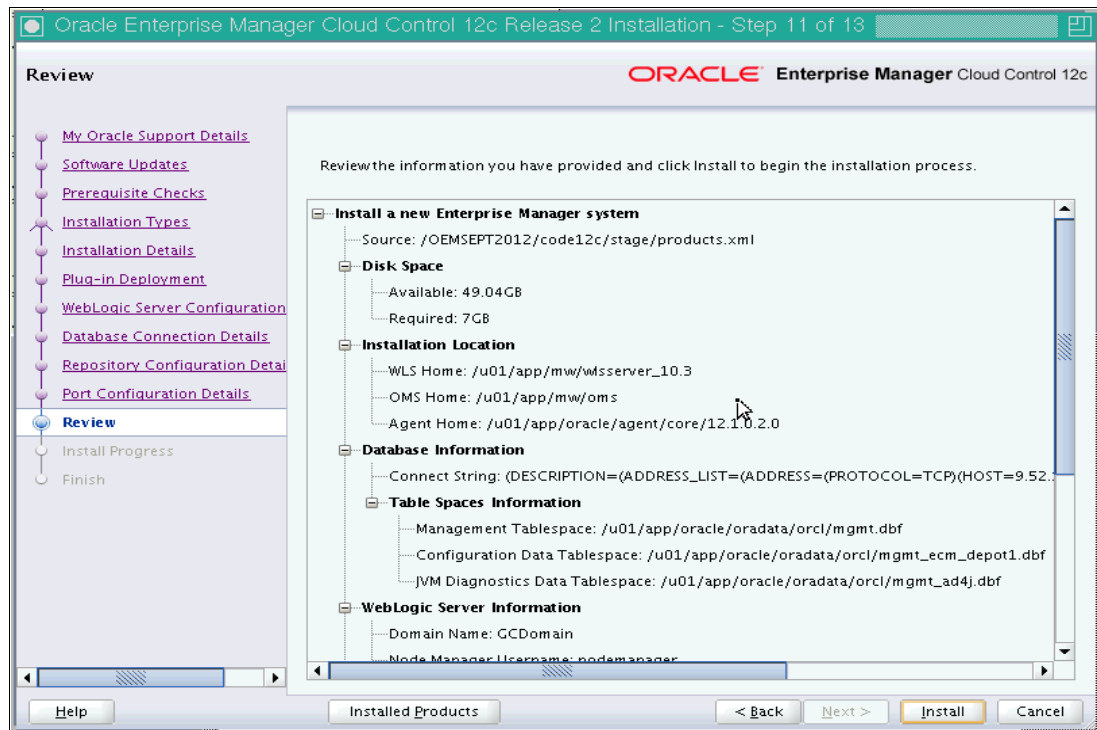 Oracle Enterprise Manager Cloud Control 12c Release 2 Installation - Step 11 of 13
Review
ORACLE Enterprise Manager Cloud Control 12c
My Oracle Support Details
Software Updates
Prerequisite Checks
Installation Types
Installation Details
Plug-in Deployment
WebLogic Server Configuration
Database Connection Details
Repository Configuration Detai
Port Configuration Details
Review
Install Progress
Finish
Review the information you have provided and click Install to begin the installation process.
Install a new Enterprise Manager system
Source: /OEMSEPT2012/code12c/stage/products.xml
Disk Space
Available: 49.04GB
Required: 7GB
Installation Location
WLS Home: /u01/app/mw/wlsserver_10.3
OMS Home: /u01/app/mw/oms
Agent Home: /u01/app/oracle/agent/core/12.1.0.2.0
Database Information
Connect String: (DESCRIPTION=(ADDRESS_LIST=(ADDRESS=(PROTOCOL=TCP)(HOST=9.52.
Table Spaces Information
Management Tablespace: /u01/app/oracle/oradata/orcl/mgmt.dbf
Configuration Data Tablespace: /u01/app/oracle/oradata/orcl/mgmt_ecm_depot1.dbf
JVM Diagnostics Data Tablespace: /u01/app/oracle/oradata/orcl/mgmt_ad4j.dbf
WebLogic Server Information
Domain Name: GCDomain
Node Manager Username: nodemanager
Help
Installed Products
< Back
Next >
Install
Cancel